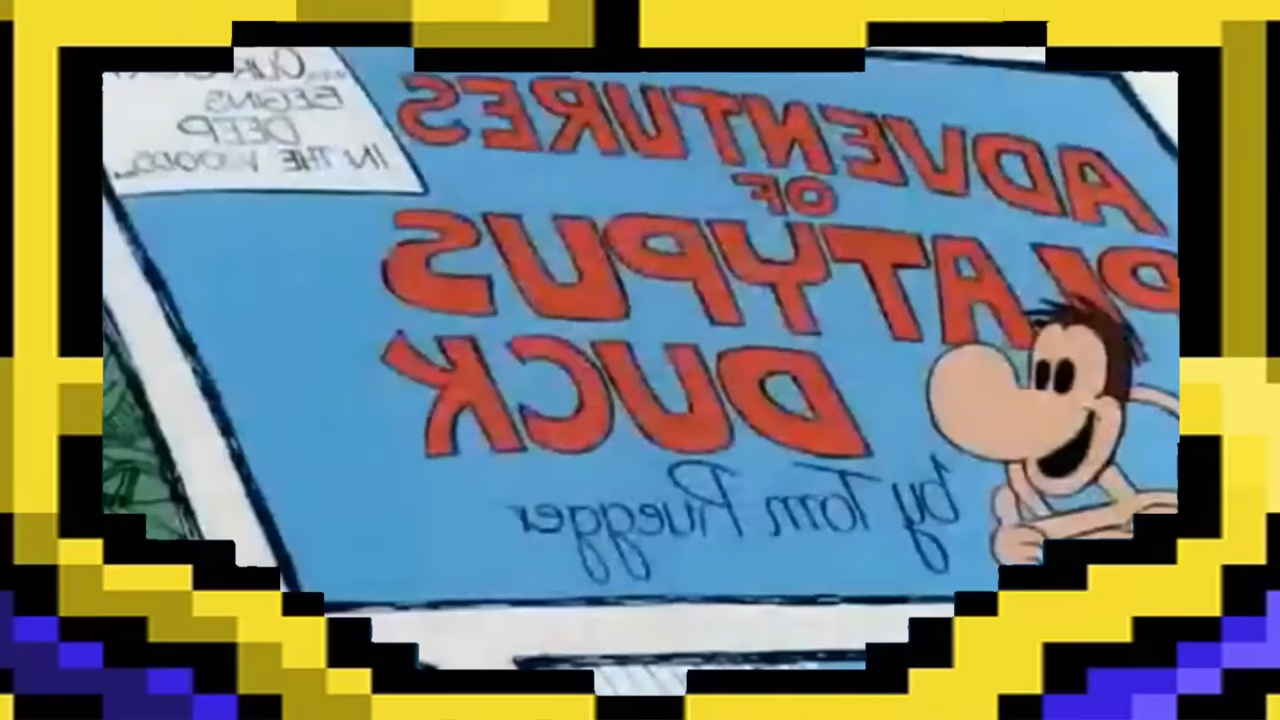 ADVENTURES
OF
PLATYPUS
DUCK
by Tom Ruegger
BEGINS
DEEP
IN THE WOODS...